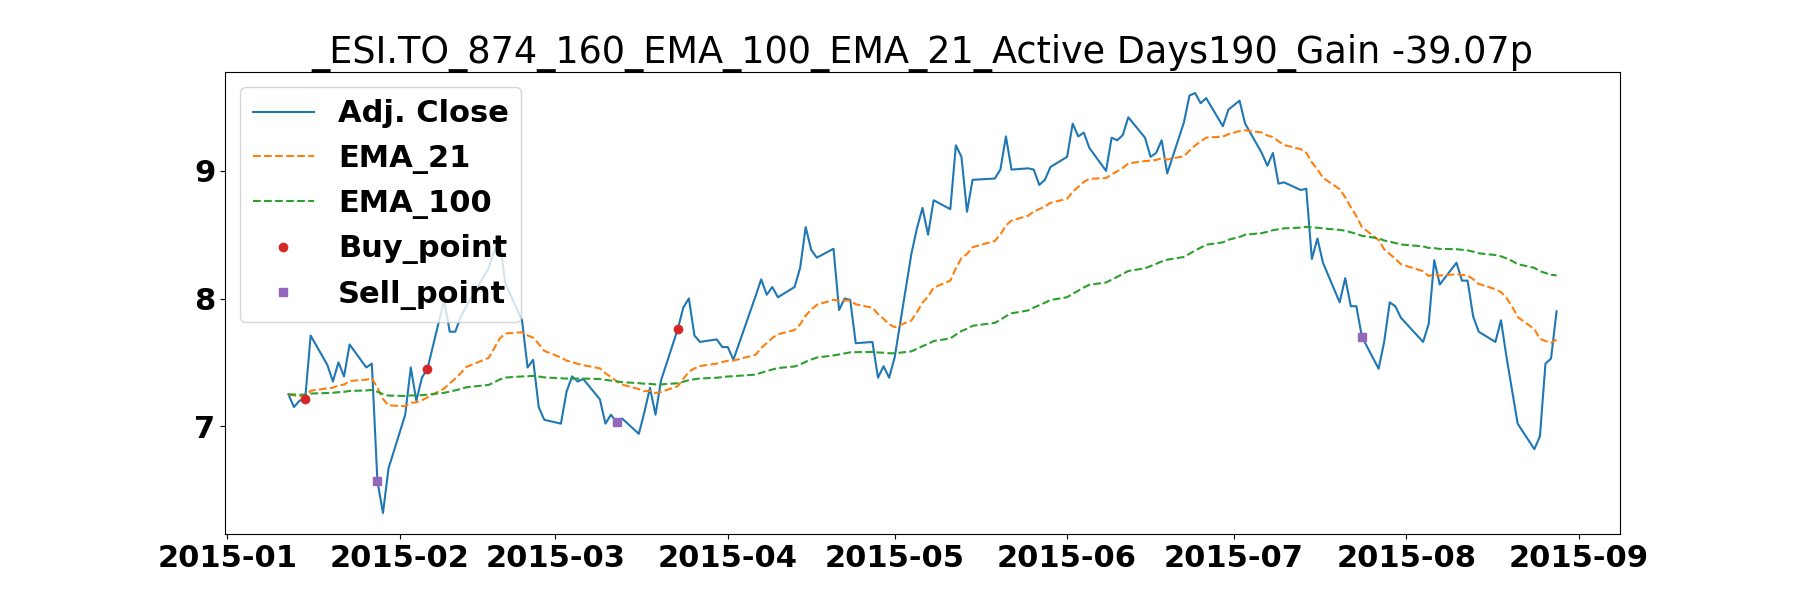 _ESI.TO_874_160_EMA_100_EMA_21_Active Days190_Gain -39.07p
Adj. Close
EMA_21
EMA_100
Buy_point
Sell_point
9
8
7
2015-01 2015-02 2015-03 2015-04 2015-05 2015-06 2015-07 2015-08 2015-09